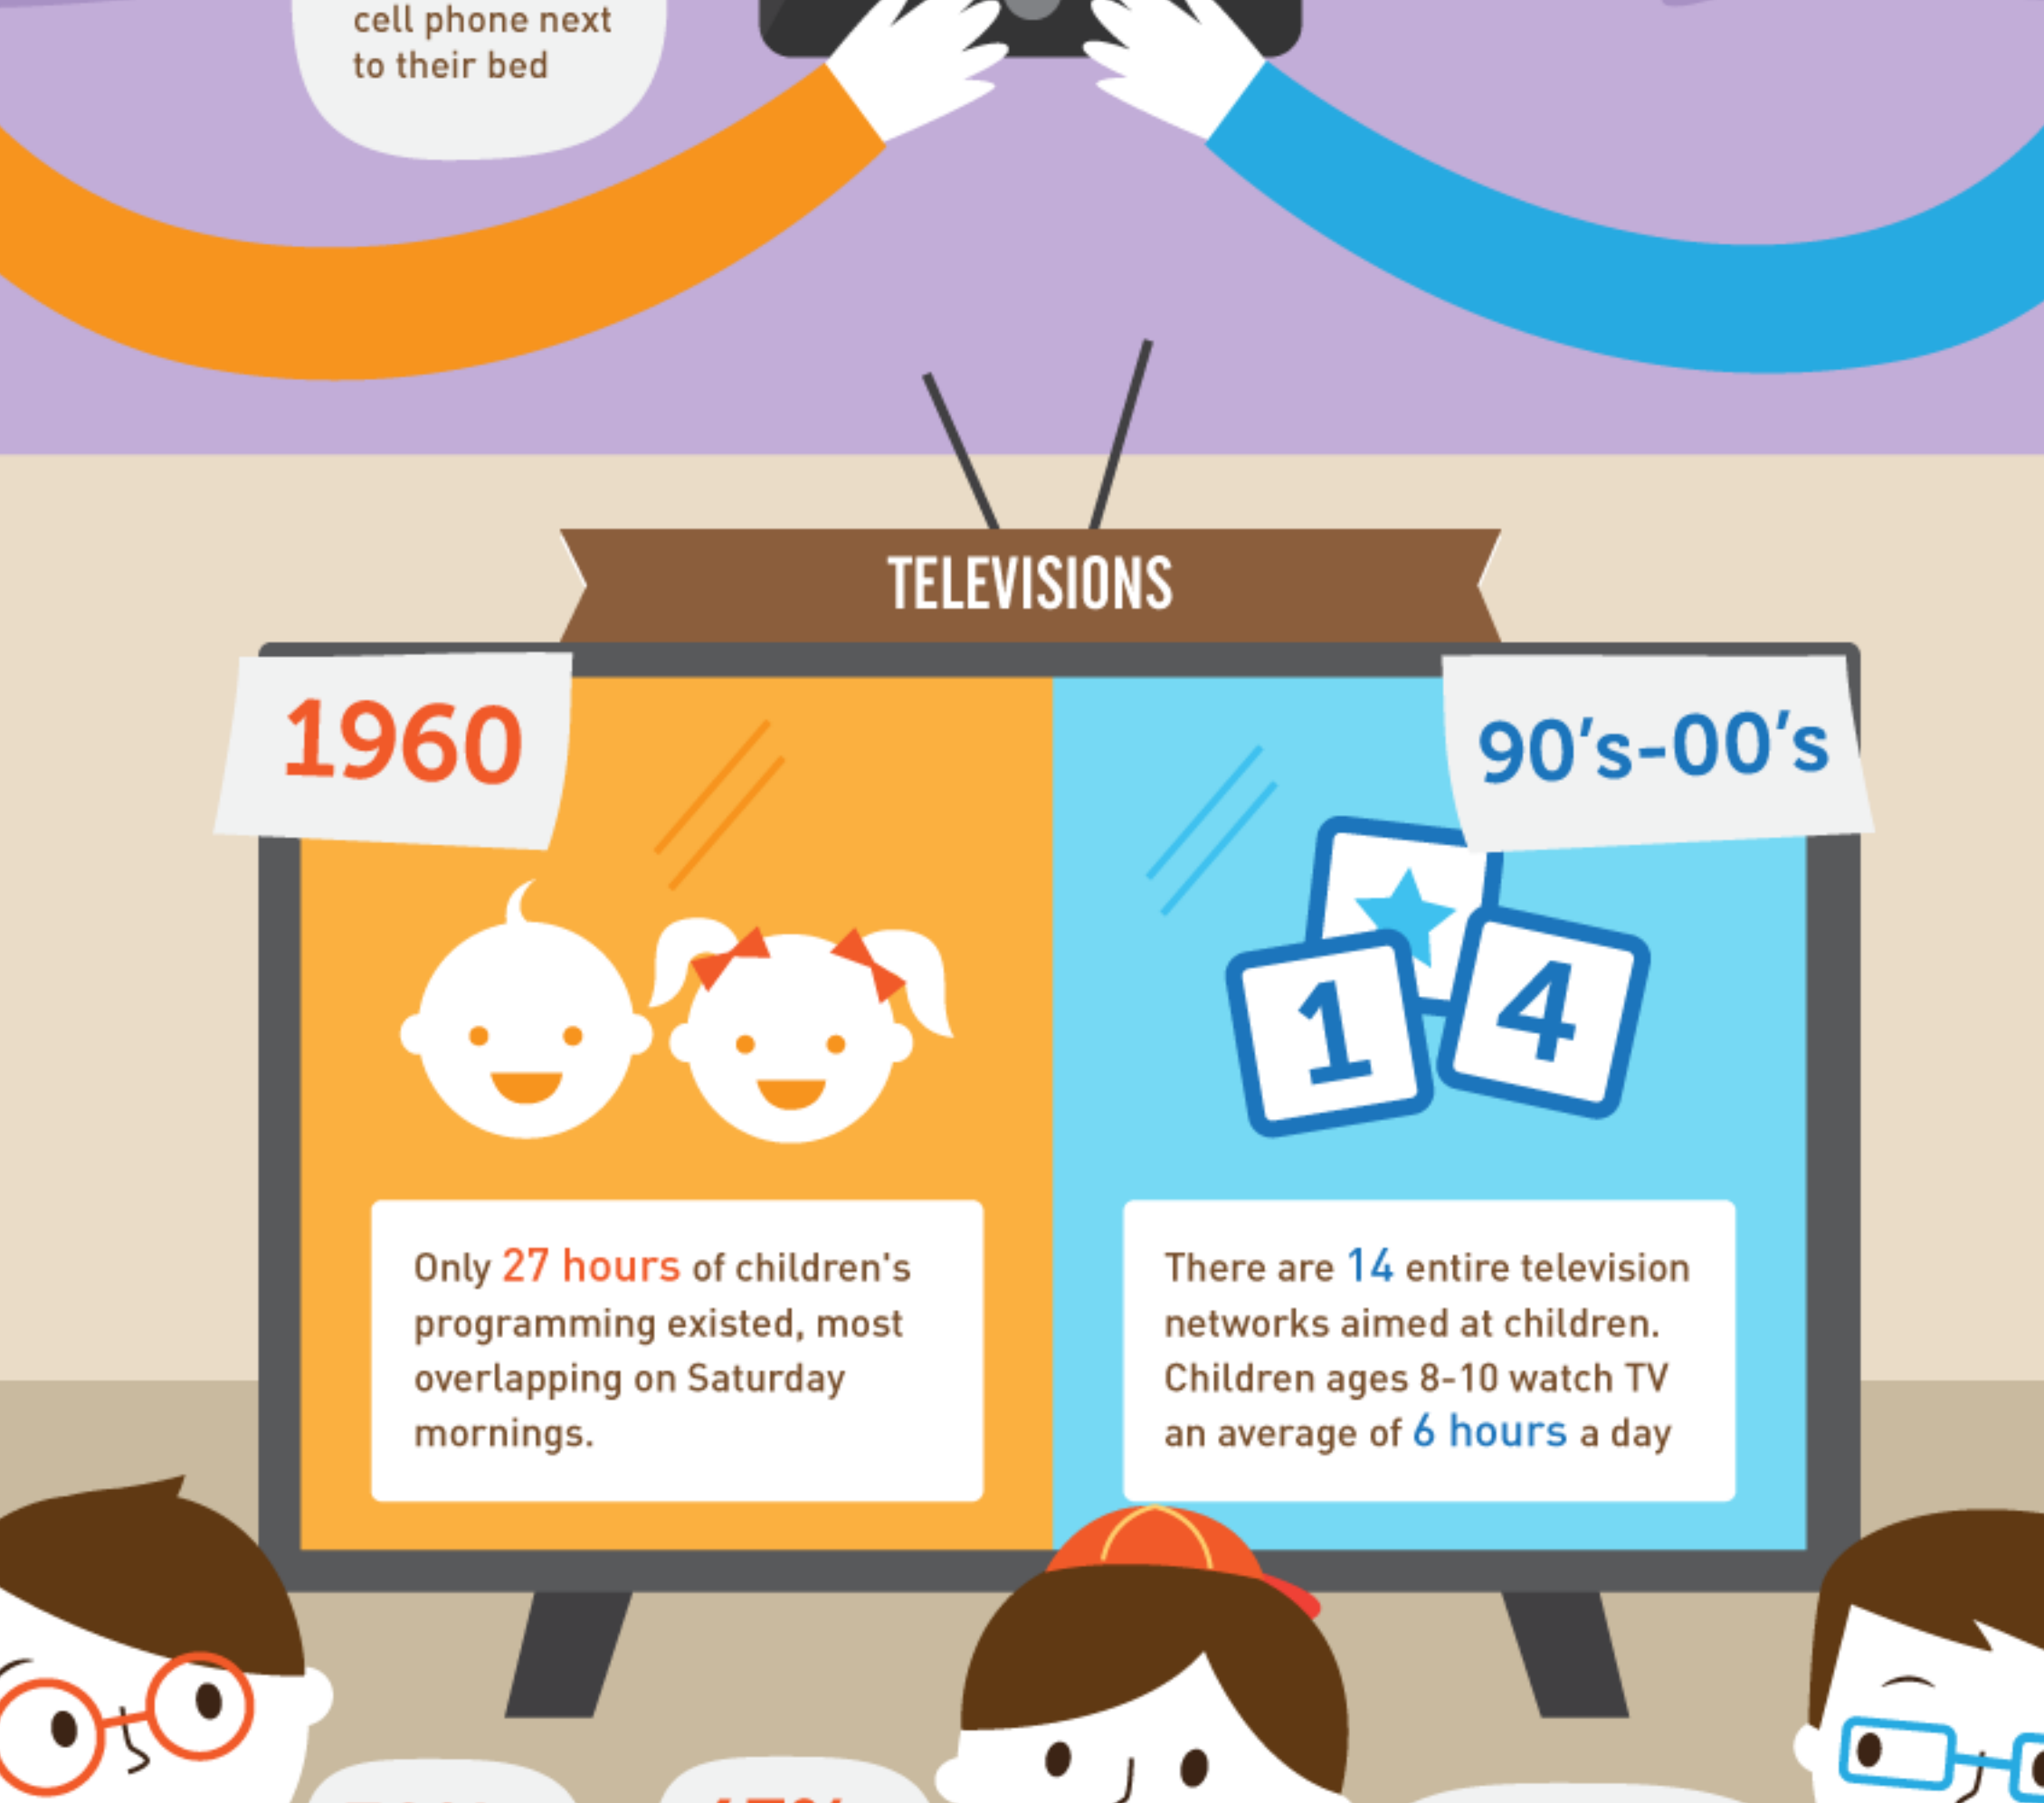 cell phone next
to their bed
TELEVISIONS
1960
90's-00's
1
4
Only 27 hours of children's
programming existed, most
overlapping on Saturday
mornings.
There are 14 entire television
networks aimed at children.
Children ages 8-10 watch TV
an average of 6 hours a day